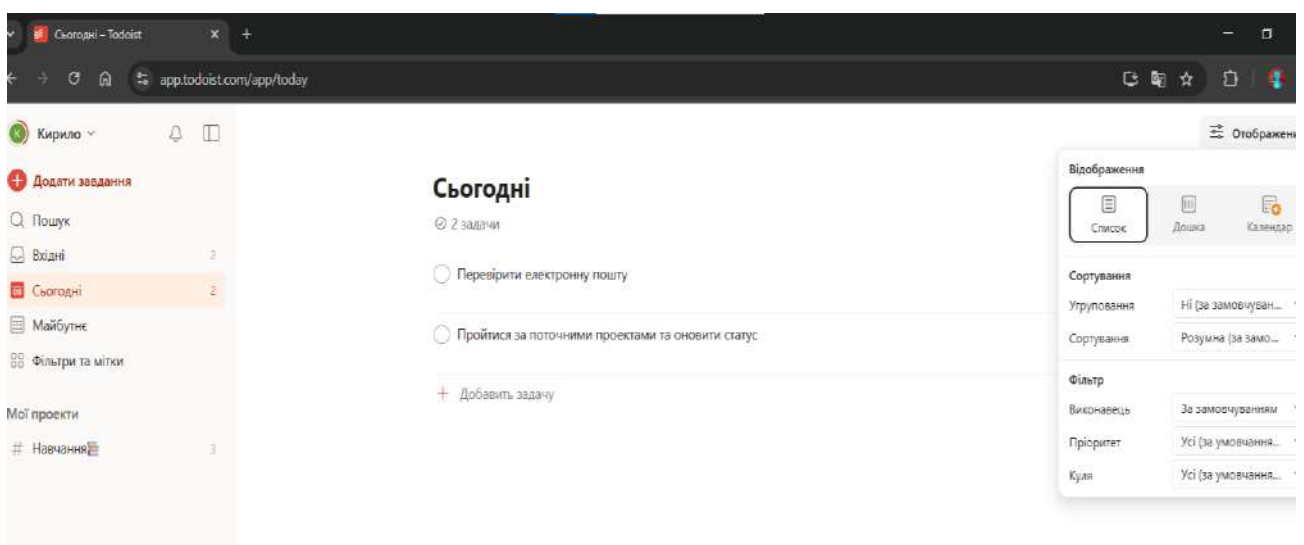 Сьогодні – Todoist
app.todoist.com/app/today
Кирило
Отображени
Додати завдання
Пошук
Вхідні 2
Сьогодні 2
Майбутнє
Фільтри та мітки
Мої проекти
# Навчання 3
Сьогодні
2 задачи
Перевірити електронну пошту
Пройтися за поточними проектами та оновити статус
+ Добавить задачу
Відображення
Список Дошка Календар
Сортування
Угруповання Ні (за замовчуван...
Сортування Розумна (за замо...
Фільтр
Виконавець За замовчуванням
Пріоритет Усі (за умовчання...
Куля Усі (за умовчання...